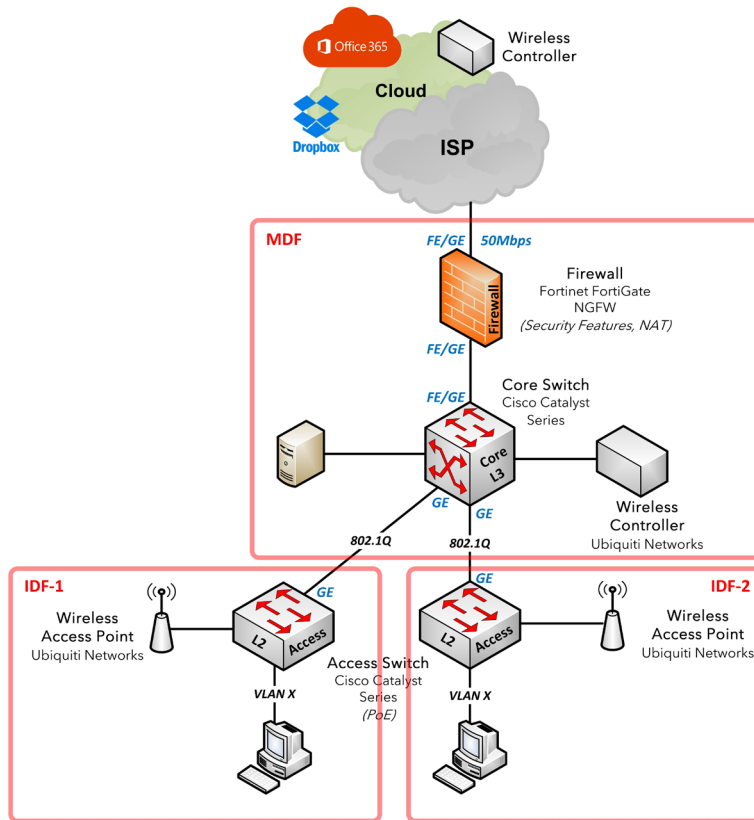 Office 365
Wireless
Controller
Cloud
Dropbox
ISP
MDF
FE/GE
50Mbps
Firewall
Firewall
Fortinet FortiGate
NGFW
(Security Features, NAT)
FE/GE
FE/GE
Core Switch
Cisco Catalyst
Series
Core
L3
GE
GE
Wireless
Controller
Ubiquiti Networks
802.1Q
802.1Q
IDF-1
GE
Wireless
Access Point
Ubiquiti Networks
L2
Access
VLAN X
Access Switch
Cisco Catalyst
Series
(PoE)
IDF-2
GE
L2
Access
Wireless
Access Point
Ubiquiti Networks
VLAN X